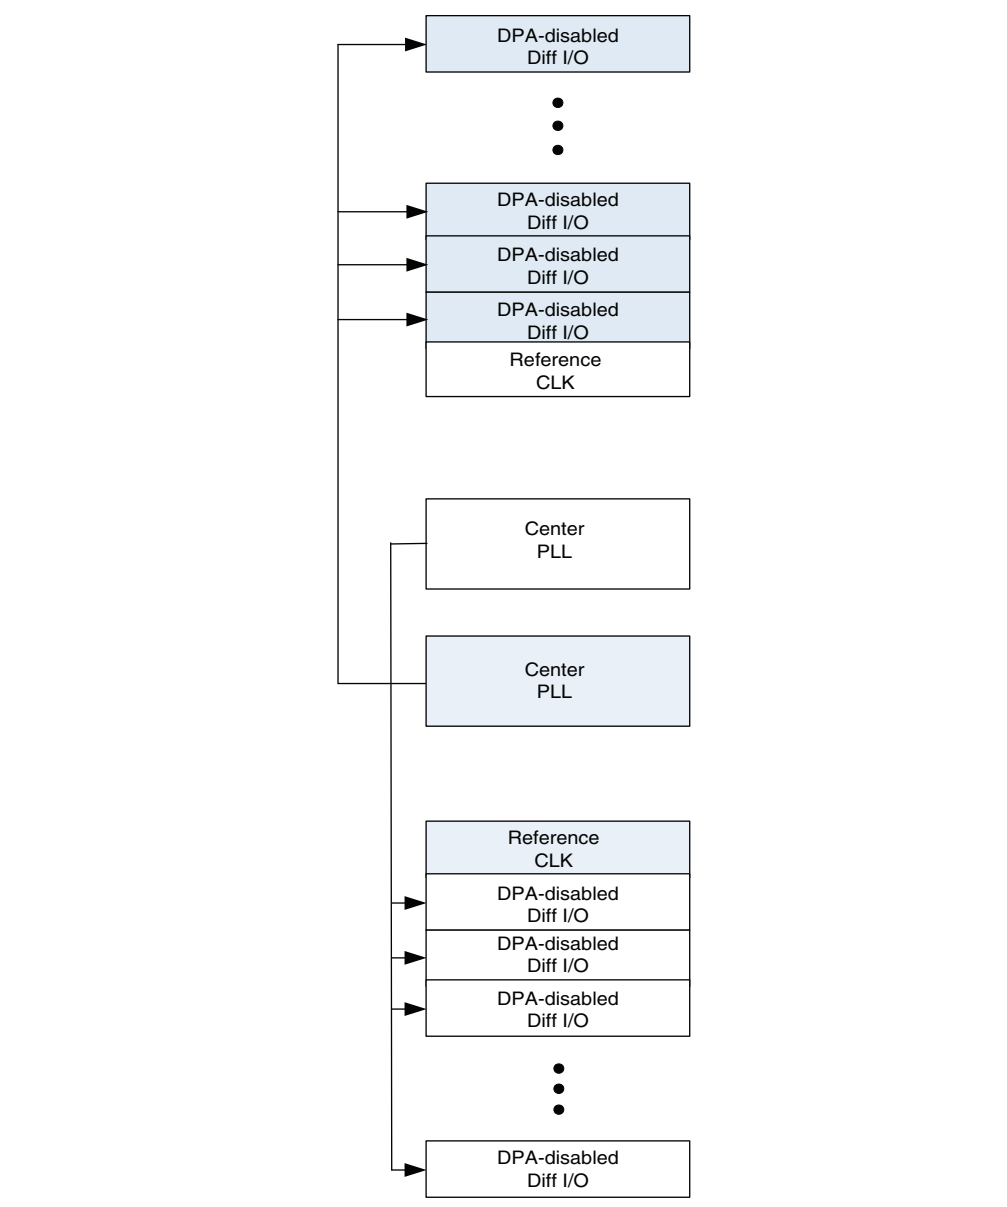 DPA-disabled
Diff I/O
DPA-disabled
Diff I/O
DPA-disabled
Diff I/O
DPA-disabled
Diff I/O
Reference
CLK
Center
PLL
Center
PLL
Reference
CLK
DPA-disabled
Diff I/O
DPA-disabled
Diff I/O
DPA-disabled
Diff I/O
DPA-disabled
Diff I/O